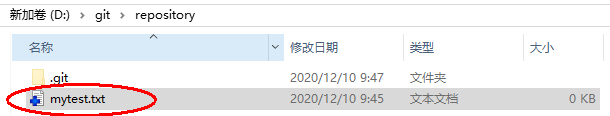 新加卷 (D:) › git › repository
名称 修改日期 类型 大小
.git 2020/12/10 9:47 文件夹
mytest.txt 2020/12/10 9:45 文本文档 0 KB